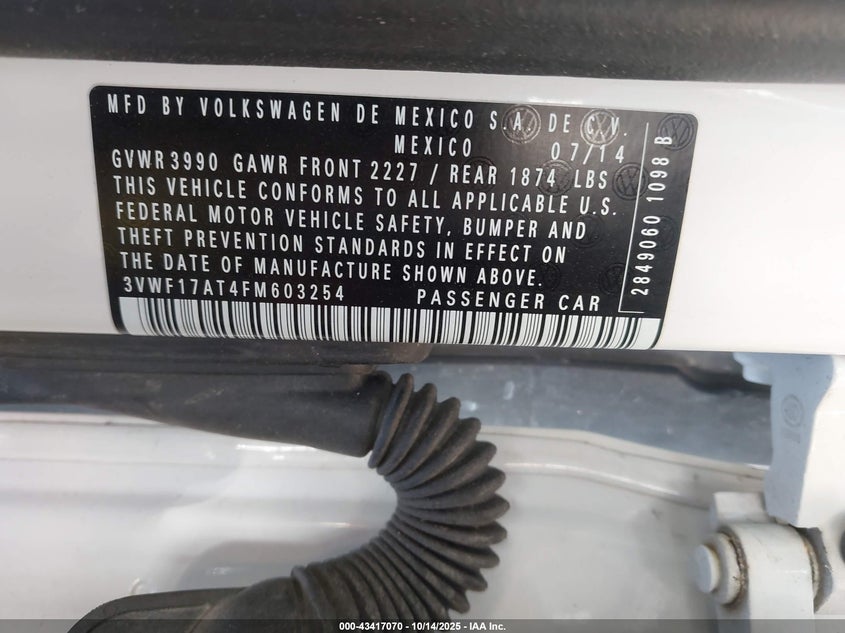 MFD BY VOLKSWAGEN DE MEXICO S.A. DE C.V.
MEXICO 07/14
GVWR 3990 GAWR FRONT 2227 / REAR 1874 LBS
THIS VEHICLE CONFORMS TO ALL APPLICABLE U.S.
FEDERAL MOTOR VEHICLE SAFETY, BUMPER AND
THEFT PREVENTION STANDARDS IN EFFECT ON
THE DATE OF MANUFACTURE SHOWN ABOVE.
3VWF17AT4FM603254 PASSENGER CAR
2849060 1098 B
000-43417070 / 10/14/2025 - IAA Inc.